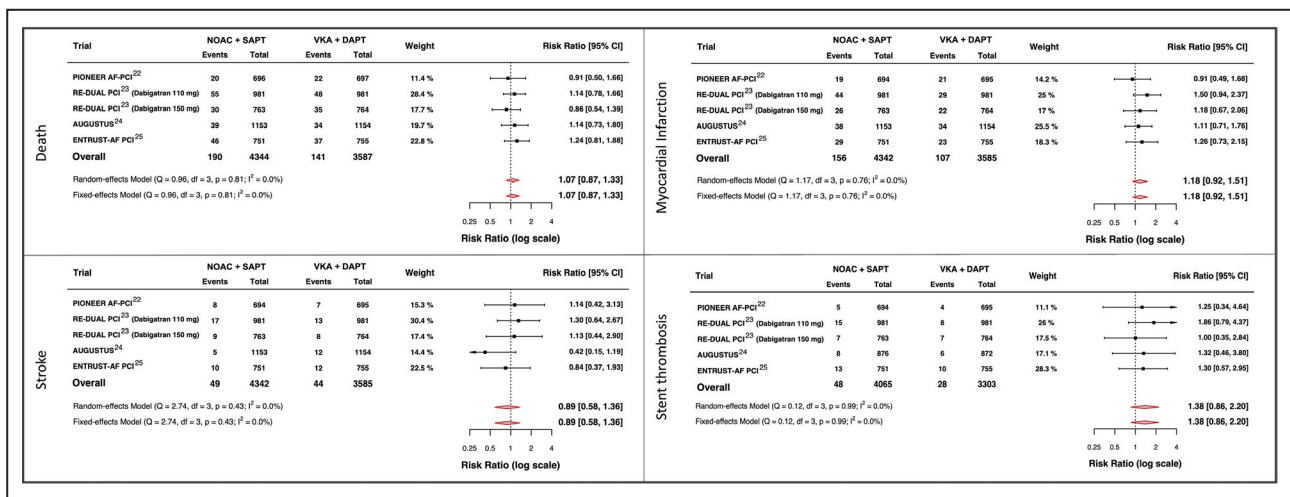 Death
Trial NOAC + SAPT VKA + DAPT Weight Risk Ratio [95% CI]
Events Total Events Total
PIONEER AF-PCI22 20 696 22 697 11.4 % 0.91 [0.50, 1.66]
RE-DUAL PCI23 (Dabigatran 110 mg) 55 981 48 981 28.4 % 1.14 [0.78, 1.66]
RE-DUAL PCI23 (Dabigatran 150 mg) 30 763 35 764 17.7 % 0.86 [0.54, 1.39]
AUGUSTUS24 39 1153 34 1154 19.7 % 1.14 [0.73, 1.80]
ENTRUST-AF PCI25 46 751 37 755 22.8 % 1.24 [0.81, 1.88]
Overall 190 4344 141 3587
Random-effects Model (Q = 0.96, df = 3, p = 0.81; I2 = 0.0%) 1.07 [0.87, 1.33]
Fixed-effects Model (Q = 0.96, df = 3, p = 0.81; I2 = 0.0%) 1.07 [0.87, 1.33]
0.25 1 2 4
Risk Ratio (log scale)
Myocardial Infarction
Trial NOAC + SAPT VKA + DAPT Weight Risk Ratio [95% CI]
Events Total Events Total
PIONEER AF-PCI22 19 694 21 695 14.2 % 0.91 [0.49, 1.68]
RE-DUAL PCI23 (Dabigatran 110 mg) 44 981 29 981 25 % 1.50 [0.94, 2.37]
RE-DUAL PCI23 (Dabigatran 150 mg) 26 763 22 764 17 % 1.18 [0.67, 2.06]
AUGUSTUS24 38 1153 34 1154 25.5 % 1.11 [0.71, 1.76]
ENTRUST-AF PCI25 29 751 23 755 18.3 % 1.26 [0.73, 2.15]
Overall 156 4342 107 3585
Random-effects Model (Q = 1.17, df = 3, p = 0.76; I2 = 0.0%) 1.18 [0.92, 1.51]
Fixed-effects Model (Q = 1.17, df = 3, p = 0.76; I2 = 0.0%) 1.18 [0.92, 1.51]
0.25 1 2 4
Risk Ratio (log scale)
Stroke
Trial NOAC + SAPT VKA + DAPT Weight Risk Ratio [95% CI]
Events Total Events Total
PIONEER AF-PCI22 8 694 7 695 15.3 % 1.14 [0.42, 3.13]
RE-DUAL PCI23 (Dabigatran 110 mg) 17 981 13 981 30.4 % 1.30 [0.64, 2.67]
RE-DUAL PCI23 (Dabigatran 150 mg) 9 763 8 764 17.4 % 1.13 [0.44, 2.90]
AUGUSTUS24 5 1153 12 1154 14.4 % 0.42 [0.15, 1.19]
ENTRUST-AF PCI25 10 751 12 755 22.5 % 0.84 [0.37, 1.93]
Overall 49 4342 44 3585
Random-effects Model (Q = 2.74, df = 3, p = 0.43; I2 = 0.0%) 0.89 [0.58, 1.36]
Fixed-effects Model (Q = 2.74, df = 3, p = 0.43; I2 = 0.0%) 0.89 [0.58, 1.36]
0.25 1 2 4
Risk Ratio (log scale)
Stent thrombosis
Trial NOAC + SAPT VKA + DAPT Weight Risk Ratio [95% CI]
Events Total Events Total
PIONEER AF-PCI22 5 694 4 695 11.1 % 1.25 [0.34, 4.64]
RE-DUAL PCI23 (Dabigatran 110 mg) 15 981 8 981 26 % 1.86 [0.79, 4.37]
RE-DUAL PCI23 (Dabigatran 150 mg) 7 763 7 764 17.5 % 1.00 [0.35, 2.84]
AUGUSTUS24 8 876 6 872 17.1 % 1.32 [0.46, 3.80]
ENTRUST-AF PCI25 13 751 10 755 28.3 % 1.30 [0.57, 2.95]
Overall 48 4065 28 3303
Random-effects Model (Q = 0.12, df = 3, p = 0.99; I2 = 0.0%) 1.38 [0.86, 2.20]
Fixed-effects Model (Q = 0.12, df = 3, p = 0.99; I2 = 0.0%) 1.38 [0.86, 2.20]
0.25 1 2 4
Risk Ratio (log scale)